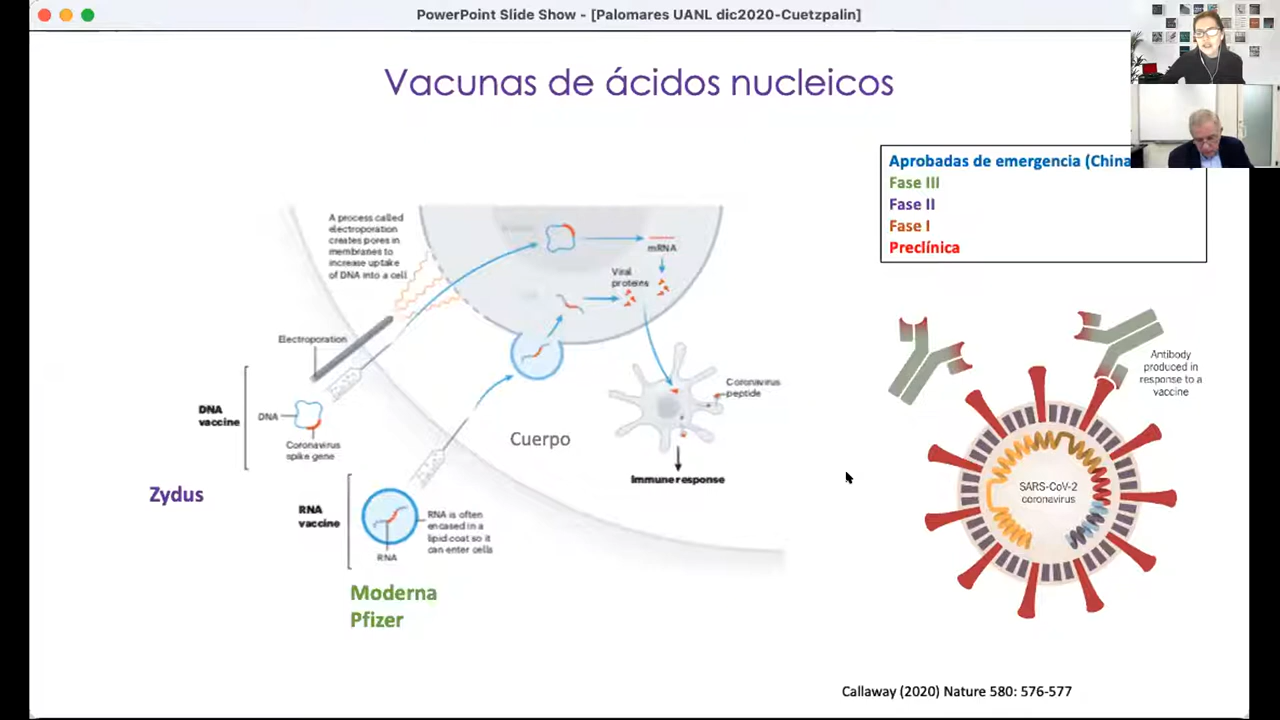 PowerPoint Slide Show - [Palomares UANL dic2020-Cuetzpalin]
Vacunas de ácidos nucleicos
Aprobadas de emergencia (China
Fase III
Fase II
Fase I
Preclínica
A process called
electroporation
creates pores in
membranes to
increase uptake
of DNA into a cell
mRNA
Viral
proteins
Electroporation
DNA
vaccine
DNA
Coronavirus
spike gene
Coronavirus
peptide
Cuerpo
Immune response
Zydus
RNA
vaccine
RNA is often
encased in a
lipid coat so it
can enter cells
RNA
Moderna
Pfizer
Antibody
produced in
response to a
vaccine
SARS-CoV-2
coronavirus
Callaway (2020) Nature 580: 576-577